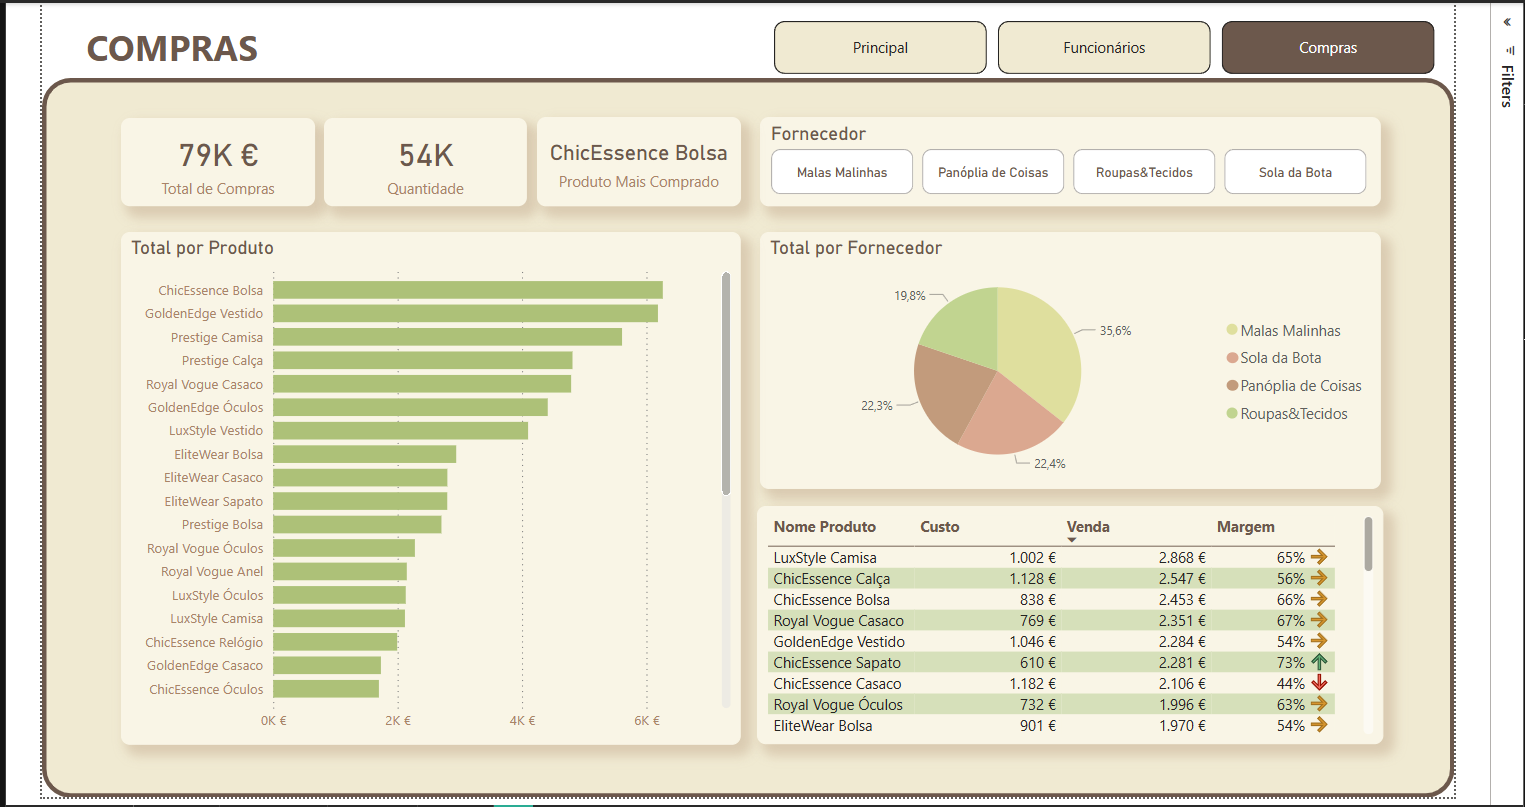 COMPRAS
Principal
Funcionários
Compras
Filters
79K €
Total de Compras
54K
Quantidade
ChicEssence Bolsa
Produto Mais Comprado
Fornecedor
Malas Malinhas
Panóplia de Coisas
Roupas&Tecidos
Sola da Bota
Total por Produto
ChicEssence Bolsa
GoldenEdge Vestido
Prestige Camisa
Prestige Calça
Royal Vogue Casaco
GoldenEdge Óculos
LuxStyle Vestido
EliteWear Bolsa
EliteWear Casaco
EliteWear Sapato
Prestige Bolsa
Royal Vogue Óculos
Royal Vogue Anel
LuxStyle Óculos
LuxStyle Camisa
ChicEssence Relógio
GoldenEdge Casaco
ChicEssence Óculos
0K € 2K € 4K € 6K €
Total por Fornecedor
19,8%
35,6%
22,3%
22,4%
Malas Malinhas
Sola da Bota
Panóplia de Coisas
Roupas&Tecidos
Nome Produto Custo Venda Margem
LuxStyle Camisa 1.002 € 2.868 € 65%
ChicEssence Calça 1.128 € 2.547 € 56%
ChicEssence Bolsa 838 € 2.453 € 66%
Royal Vogue Casaco 769 € 2.351 € 67%
GoldenEdge Vestido 1.046 € 2.284 € 54%
ChicEssence Sapato 610 € 2.281 € 73%
ChicEssence Casaco 1.182 € 2.106 € 44%
Royal Vogue Óculos 732 € 1.996 € 63%
EliteWear Bolsa 901 € 1.970 € 54%